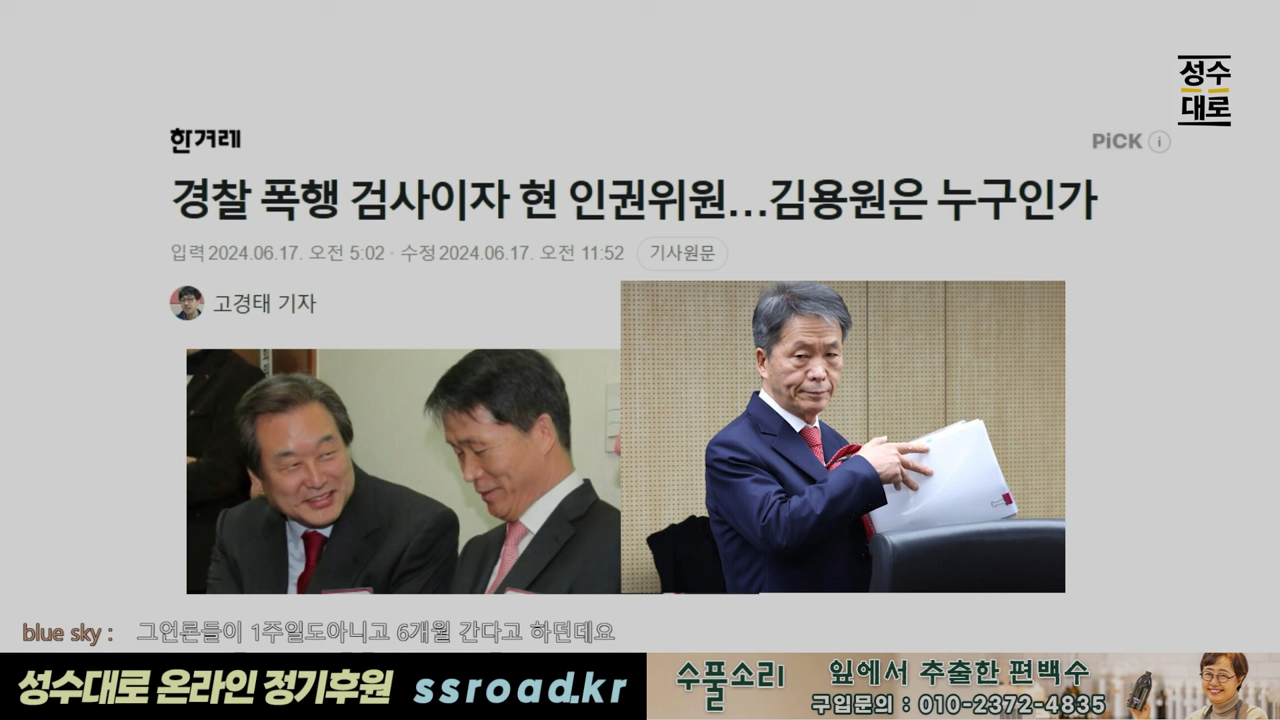 성수
대로
한겨레
PiCK i
경찰 폭행 검사이자 현 인권위원...김용원은 누구인가
입력 2024.06.17. 오전 5:02 · 수정 2024.06.17. 오전 11:52 기사원문
고경태 기자
blue sky : 그언론들이 1주일도아니고 6개월 간다고 하던데요
성수대로 온라인 정기후원 ssroad.kr
수풀소리 잎에서 추출한 편백수
구입문의 : 010-2372-4835